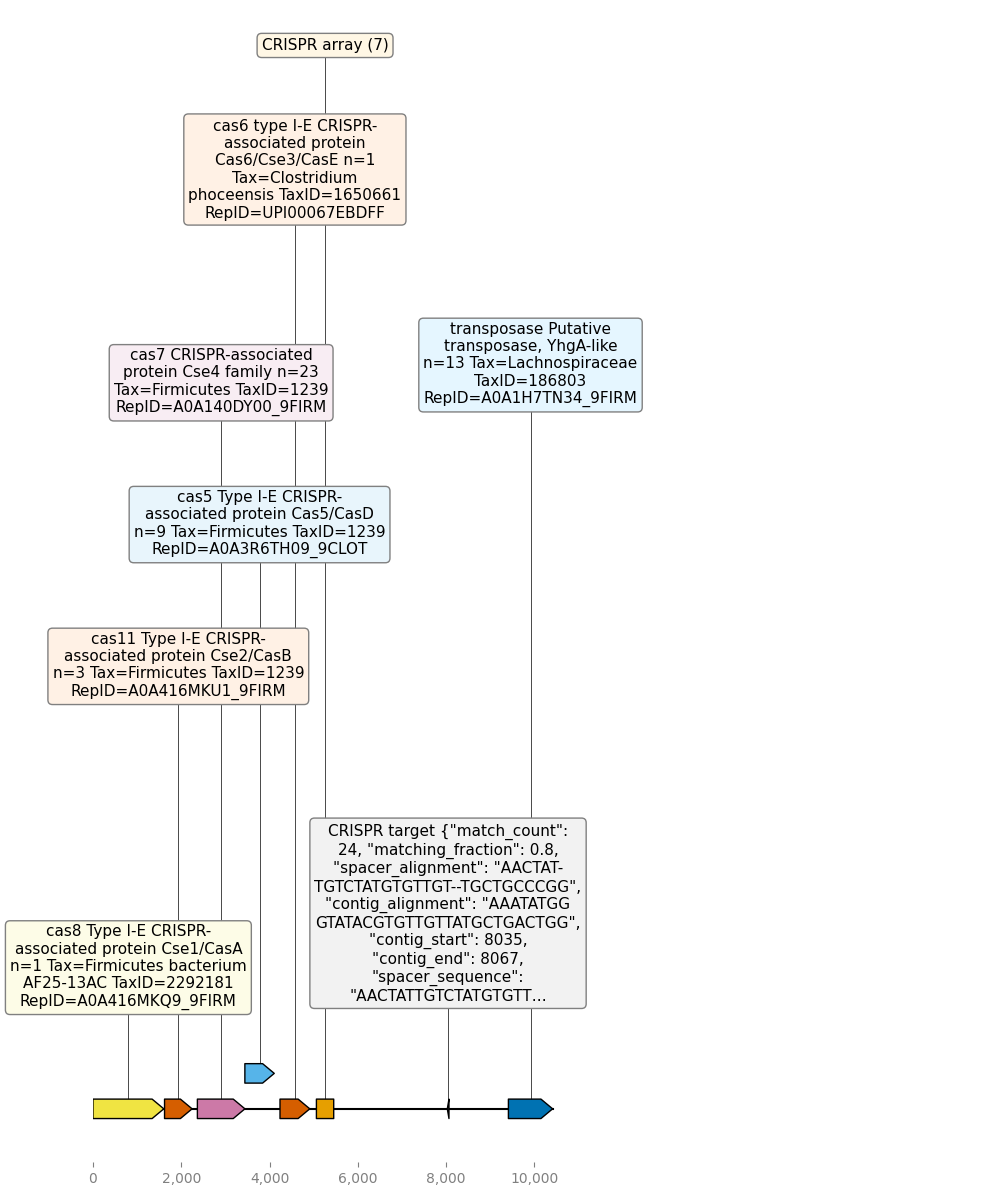 CRISPR array (7)
cas6 type I-E CRISPR-
associated protein
Cas6/Cse3/CasE n=1
Tax=Clostridium
phoceensis TaxID=1650661
RepID=UPI00067EBDFF
transposase Putative
transposase, YhgA-like
n=13 Tax=Lachnospiraceae
TaxID=186803
RepID=A0A1H7TN34_9FIRM
cas7 CRISPR-associated
protein Cse4 family n=23
Tax=Firmicutes TaxID=1239
RepID=A0A140DY00_9FIRM
cas5 Type I-E CRISPR-
associated protein Cas5/CasD
n=9 Tax=Firmicutes TaxID=1239
RepID=A0A3R6TH09_9CLOT
cas11 Type I-E CRISPR-
associated protein Cse2/CasB
n=3 Tax=Firmicutes TaxID=1239
RepID=A0A416MKU1_9FIRM
CRISPR target {"match_count":
24, "matching_fraction": 0.8,
"spacer_alignment": "AACTAT-
TGTCTATGTGTTGT--TGCTGCCCGG",
"contig_alignment": "AAATATGG
GTATACGTGTTGTTATGCTGACTGG",
"contig_start": 8035,
"contig_end": 8067,
"spacer_sequence":
"AACTATTGTCTATGTGTT...
cas8 Type I-E CRISPR-
associated protein Cse1/CasA
n=1 Tax=Firmicutes bacterium
AF25-13AC TaxID=2292181
RepID=A0A416MKQ9_9FIRM
0
2,000
4,000
6,000
8,000
10,000